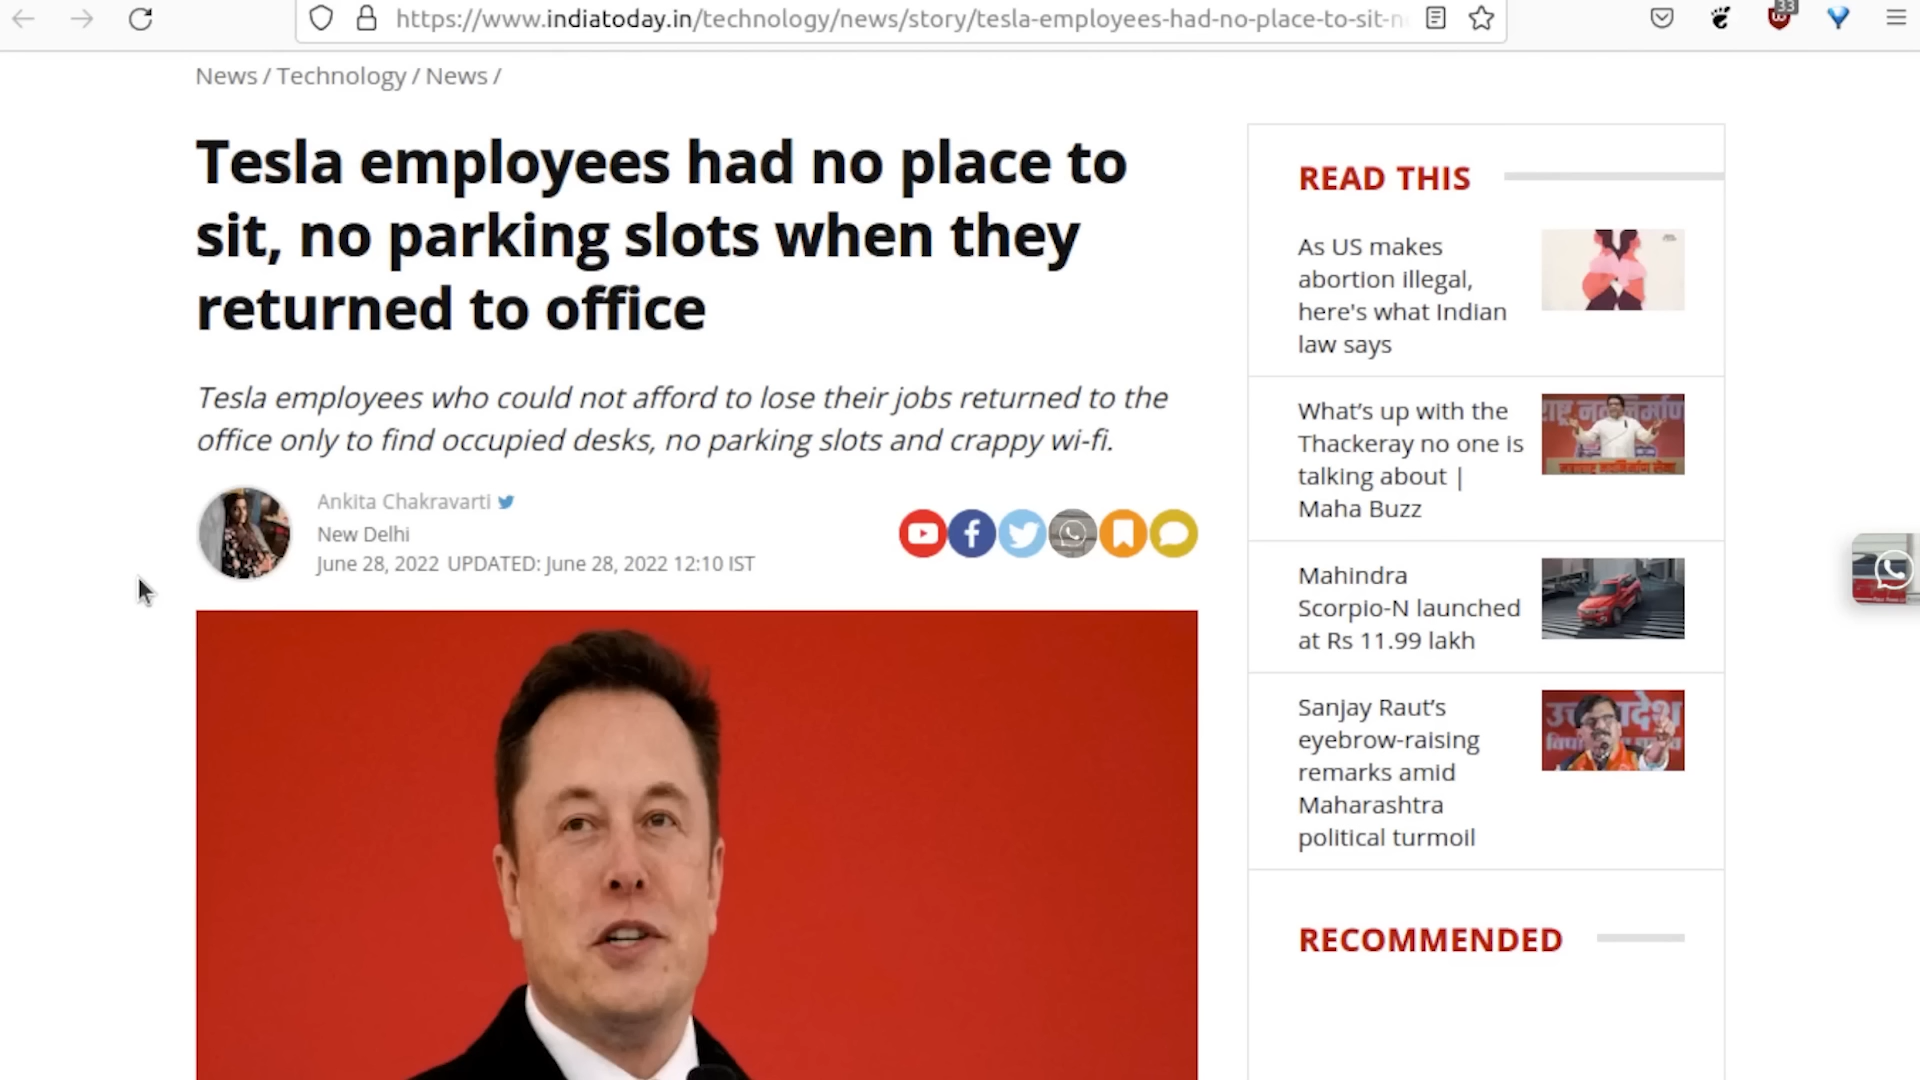 https://www.indiatoday.in/technology/news/story/tesla-employees-had-no-place-to-sit-n
33
News / Technology / News /
Tesla employees had no place to
sit, no parking slots when they
returned to office
Tesla employees who could not afford to lose their jobs returned to the
office only to find occupied desks, no parking slots and crappy wi-fi.
Ankita Chakravarti
New Delhi
June 28, 2022 UPDATED: June 28, 2022 12:10 IST
READ THIS
As US makes
abortion illegal,
here's what Indian
law says
What’s up with the
Thackeray no one is
talking about |
Maha Buzz
Mahindra
Scorpio-N launched
at Rs 11.99 lakh
Sanjay Raut’s
eyebrow-raising
remarks amid
Maharashtra
political turmoil
RECOMMENDED